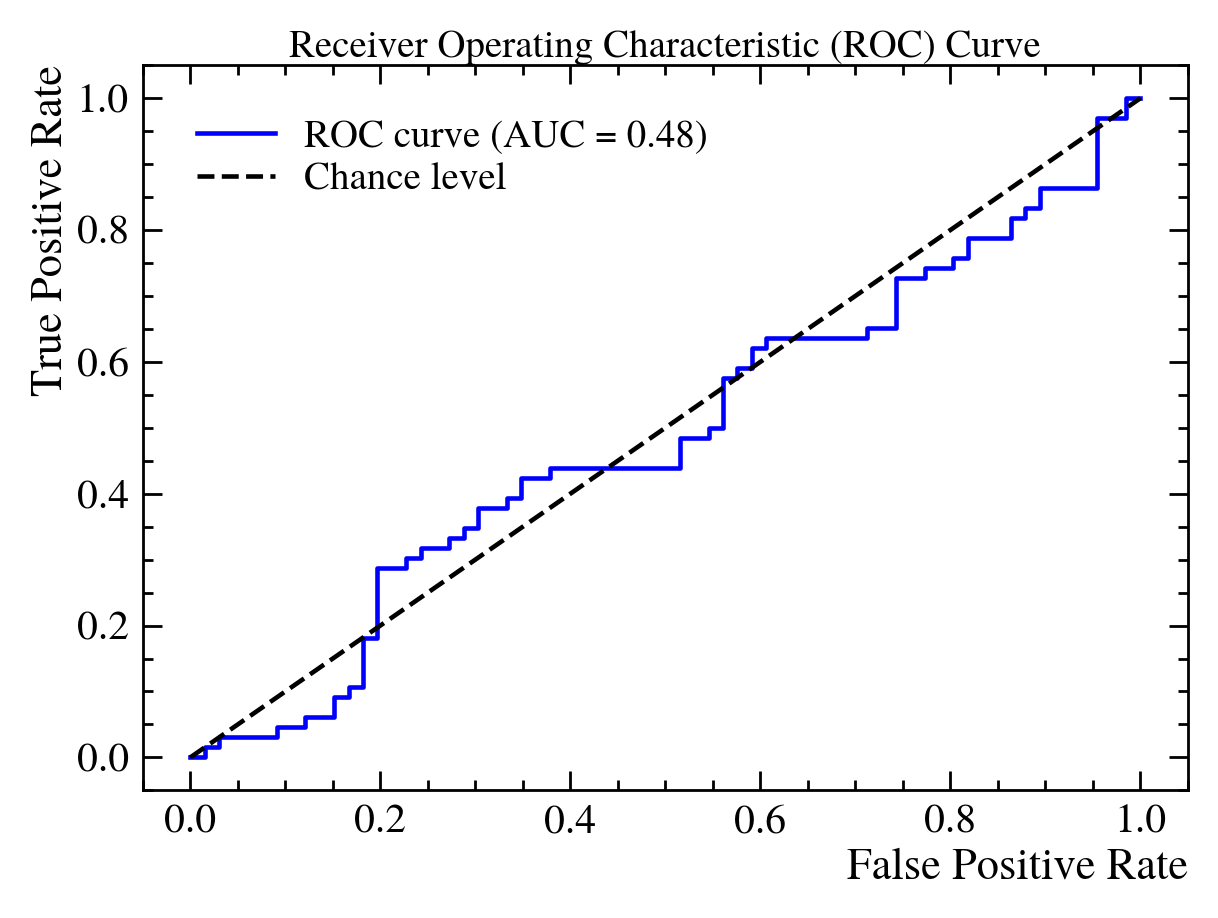 Receiver Operating Characteristic (ROC) Curve
True Positive Rate
1.0
0.8
0.6
0.4
0.2
0.0
ROC curve (AUC = 0.48)
Chance level
0.0 0.2 0.4 0.6 0.8 1.0
False Positive Rate